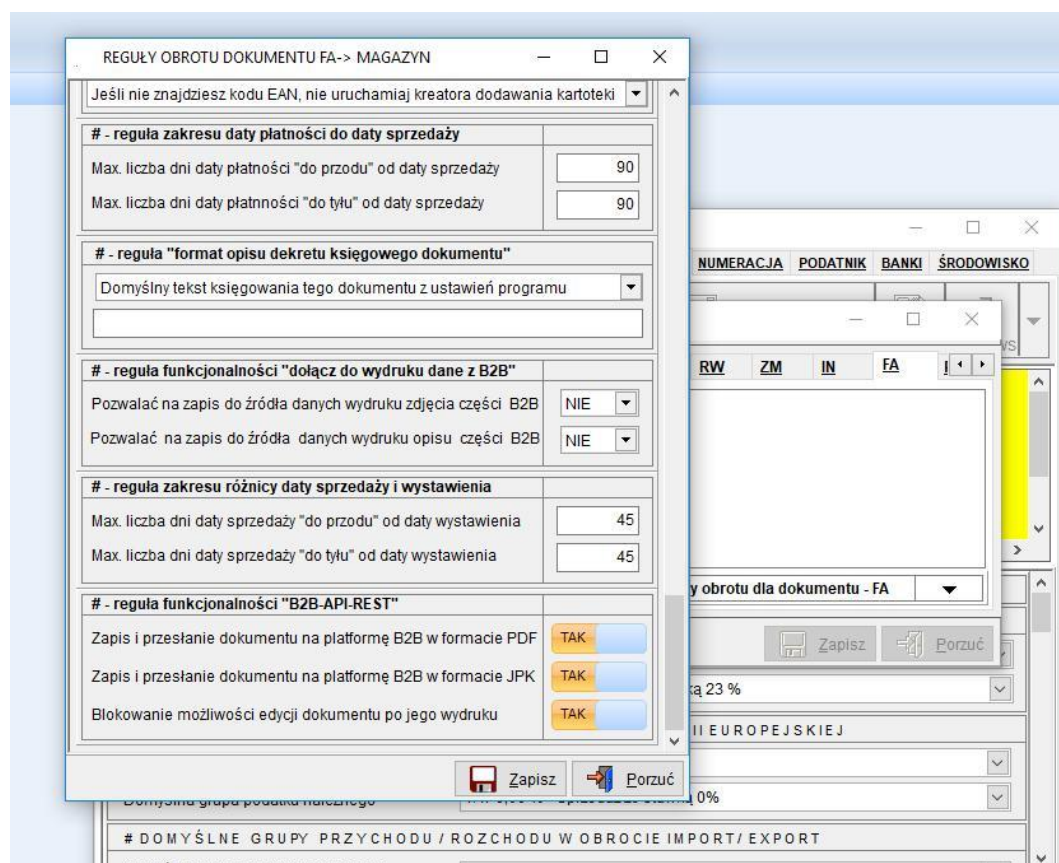 REGUŁY OBROTU DOKUMENTU FA-> MAGAZYN
Jeśli nie znajdziesz kodu EAN, nie uruchamiaj kreatora dodawania kartoteki
# - reguła zakresu daty płatności do daty sprzedaży
Max. liczba dni daty płatności "do przodu" od daty sprzedaży 90
Max. liczba dni daty płatnności "do tyłu" od daty sprzedaży 90
# - reguła "format opisu dekretu księgowego dokumentu"
Domyślny tekst księgowania tego dokumentu z ustawień programu
# - reguła funkcjonalności "dołącz do wydruku dane z B2B"
Pozwalać na zapis do źródła danych wydruku zdjęcia części B2B NIE
Pozwalać na zapis do źródła danych wydruku opisu części B2B NIE
# - reguła zakresu różnicy daty sprzedaży i wystawienia
Max. liczba dni daty sprzedaży "do przodu" od daty wystawienia 45
Max. liczba dni daty sprzedaży "do tyłu" od daty wystawienia 45
# - reguła funkcjonalności "B2B-API-REST"
Zapis i przesłanie dokumentu na platformę B2B w formacie PDF TAK
Zapis i przesłanie dokumentu na platformę B2B w formacie JPK TAK
Blokowanie możliwości edycji dokumentu po jego wydruku TAK
Zapisz Porzuć
NUMERACJA PODATNIK BANKI ŚRODOWISKO
RW ZM IN FA
y obrotu dla dokumentu - FA
Zapisz Porzuć
ką 23 %
II EUROPEJSKIEJ
0%
# DOMYŚLNE GRUPY PRZYCHODU / ROZCHODU W OBROCIE IMPORT/ EXPORT